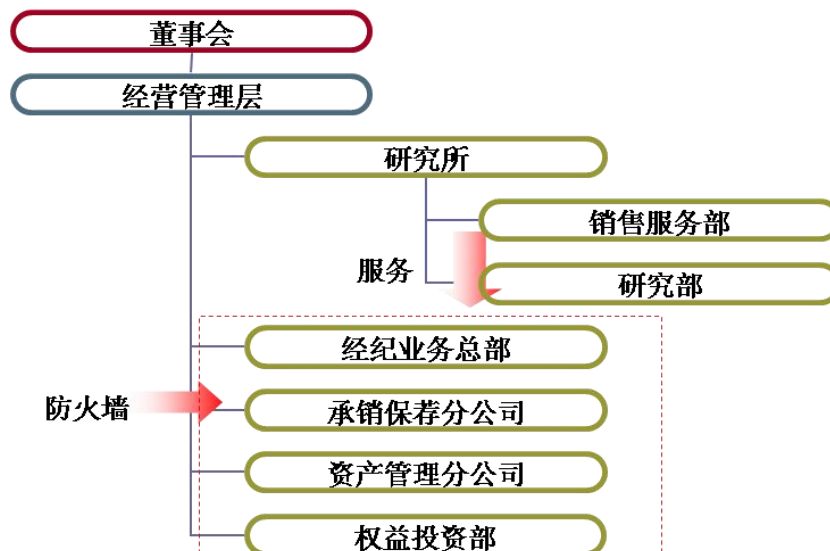 董事会
经营管理层
研究所
销售服务部
服务
研究部
经纪业务总部
防火墙
承销保荐分公司
资产管理分公司
权益投资部